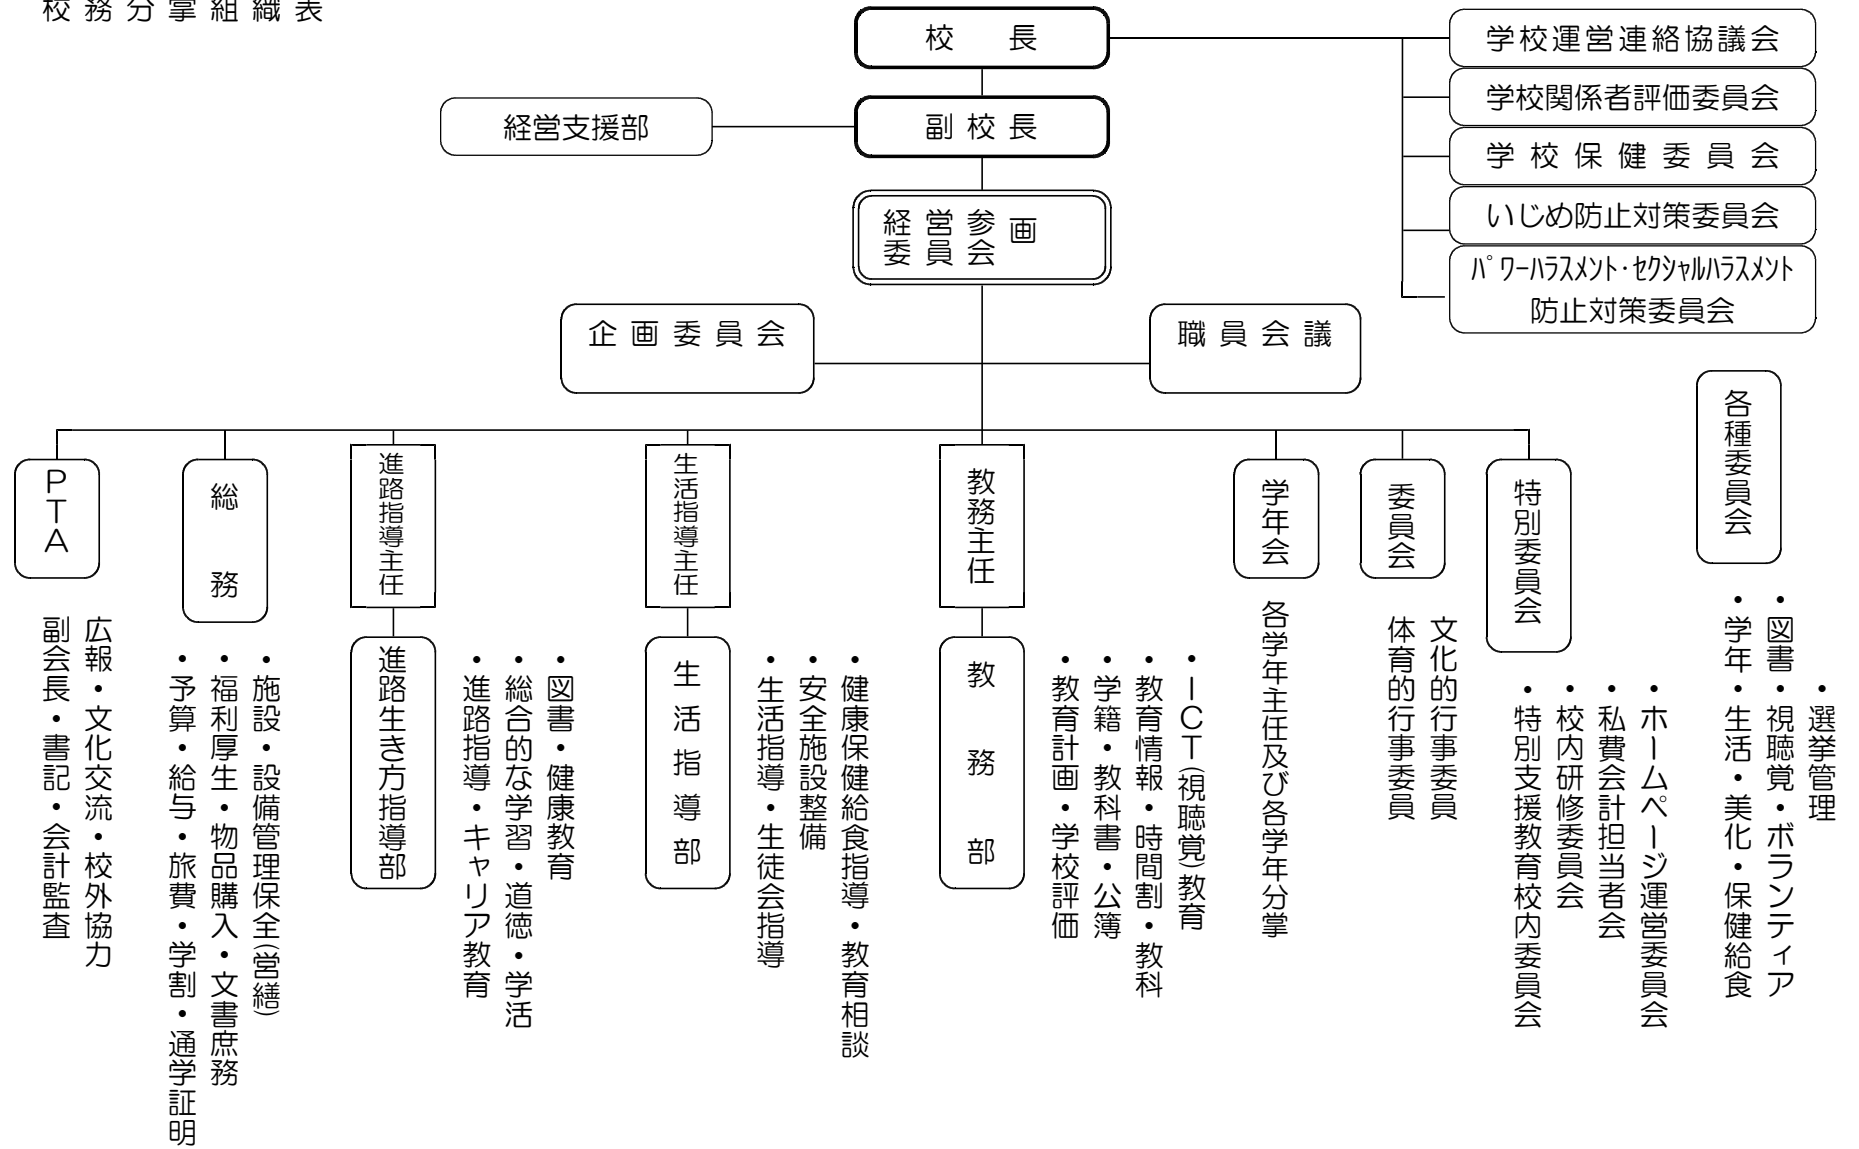 校務分掌組織表
校長
学校運営連絡協議会
学校関係者評価委員会
学校保健委員会
いじめ防止対策委員会
ﾊﾟﾜｰﾊﾗｽﾒﾝﾄ・ｾｸｼｬﾙﾊﾗｽﾒﾝﾄ
防止対策委員会
経営支援部
副校長
経営参画
委員会
企画委員会
職員会議
PTA
広報・文化交流・校外協力
副会長・書記・会計監査
総務
・施設・設備管理保全(営繕)
・福利厚生・物品購入・文書庶務
・予算・給与・旅費・学割・通学証明
進路指導主任
進路生き方指導部
・図書・健康教育
・総合的な学習・道徳・学活
・進路指導・キャリア教育
生活指導主任
生活指導部
・健康保健給食指導・教育相談
・安全施設整備
・生活指導・生徒会指導
教務主任
教務部
・ICT(視聴覚)教育
・教育情報・時間割・教科
・学籍・教科書・公簿
・教育計画・学校評価
学年会
各学年主任及び各学年分掌
委員会
文化的行事委員
体育的行事委員
特別委員会
・ホームページ運営委員会
・私費会計担当者会
・校内研修委員会
・特別支援教育校内委員会
各種委員会
・選挙管理
・図書・視聴覚・ボランティア
・学年・生活・美化・保健給食